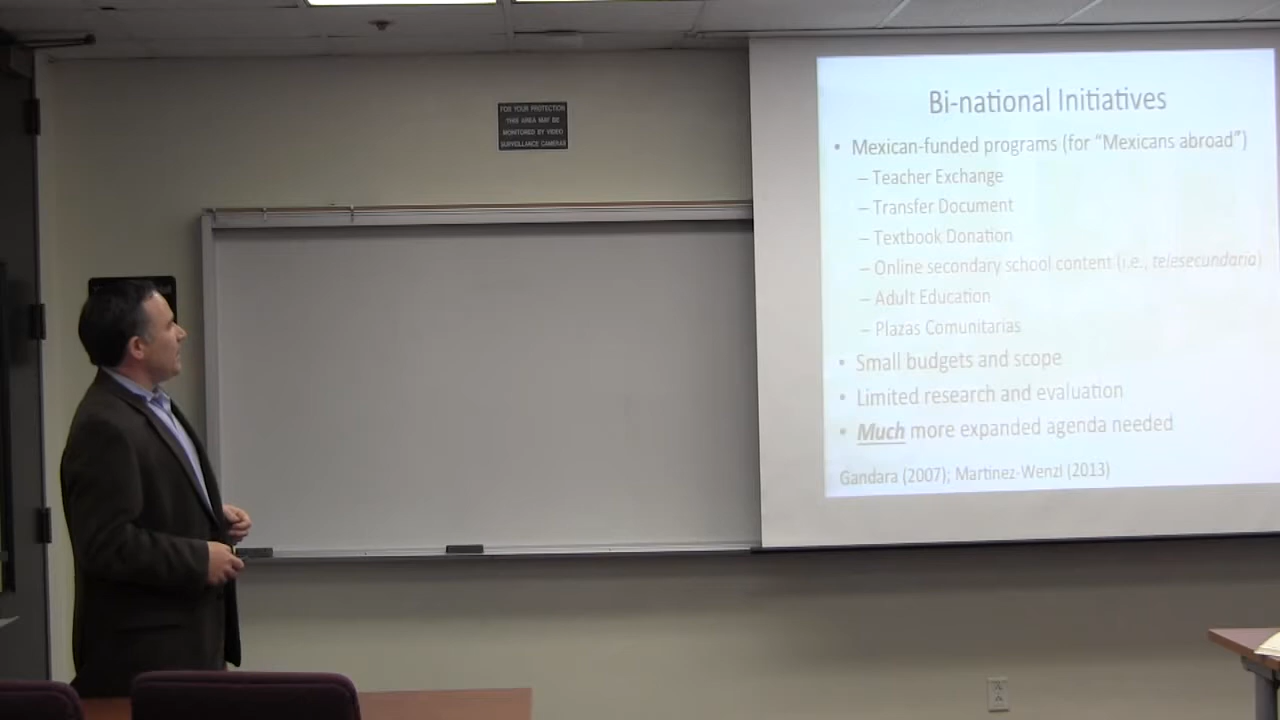 FOR YOUR PROTECTION
THIS AREA MAY BE
MONITORED BY VIDEO
SURVEILLANCE CAMERAS
Bi-national Initiatives
• Mexican-funded programs (for "Mexicans abroad")
– Teacher Exchange
– Transfer Document
– Textbook Donation
– Online secondary school content (i.e., telesecundaria)
– Adult Education
– Plazas Comunitarias
• Small budgets and scope
• Limited research and evaluation
• Much more expanded agenda needed
Gandara (2007); Martinez-Wenzl (2013)